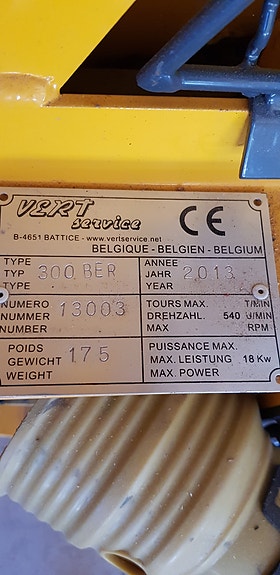 VERT
service
CE
B-4651 BATTICE - www.vertservice.net
BELGIQUE - BELGIEN - BELGIUM
TYPE
TYP 300 BER
TYPE
ANNEE
JAHR 2013
YEAR
NUMERO
NUMMER 13003
NUMBER
TOURS MAX. T/MIN
DREHZAHL. 540 U/MIN
MAX RPM
POIDS
GEWICHT 175
WEIGHT
PUISSANCE MAX.
MAX. LEISTUNG 18 Kw
MAX. POWER